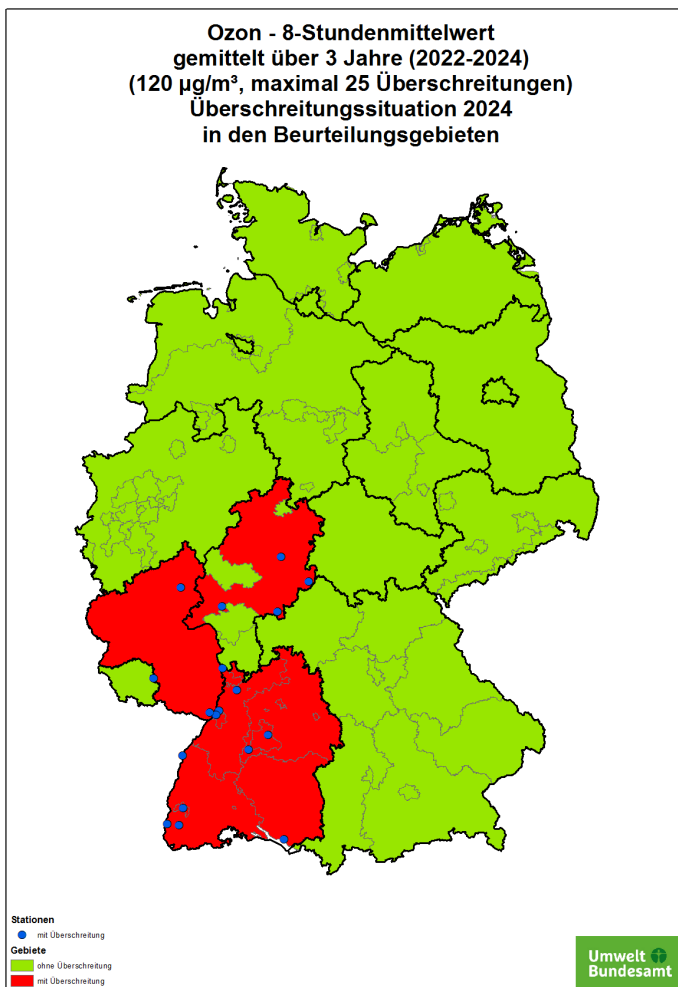 Ozon - 8-Stundenmittelwert
gemittelt über 3 Jahre (2022-2024)
(120 µg/m³, maximal 25 Überschreitungen)
Überschreitungssituation 2024
in den Beurteilungsgebieten
Stationen
mit Überschreitung
Gebiete
ohne Überschreitung
mit Überschreitung
Umwelt
Bundesamt